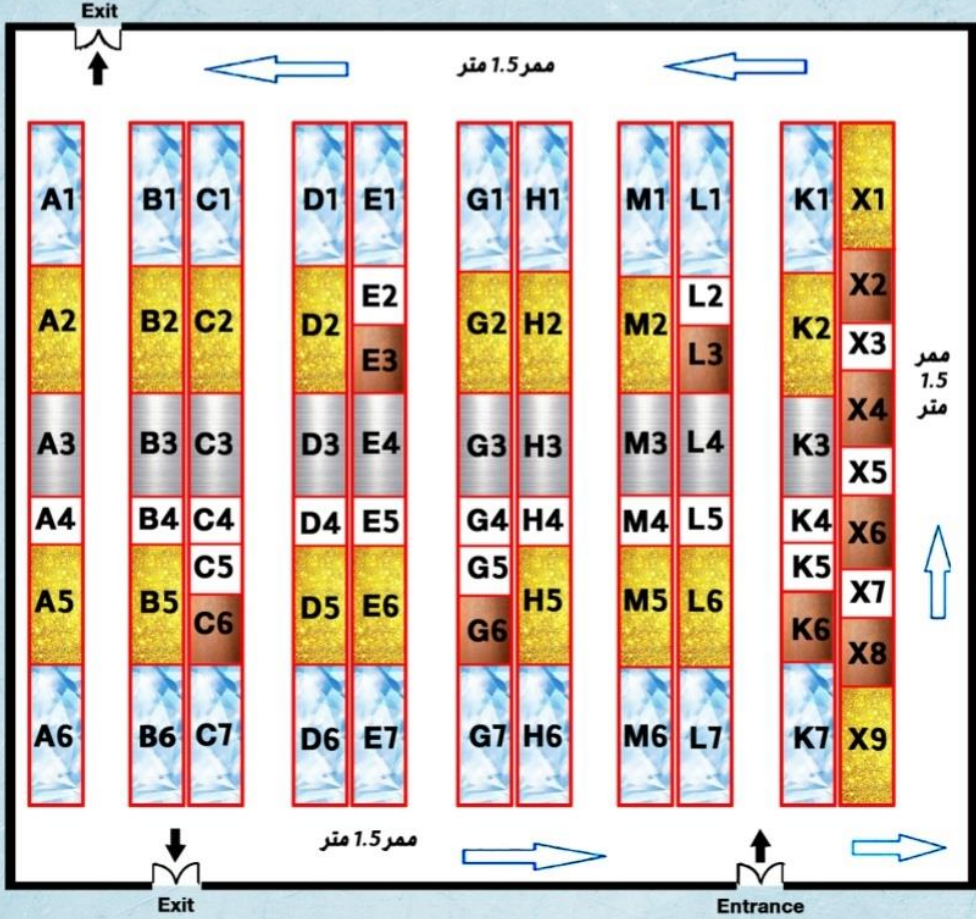 Exit
ممر 1.5 متر
A1
A2
A3
A4
A5
A6
B1
B2
B3
B4
B5
B6
C1
C2
C3
C4
C5
C6
C7
D1
D2
D3
D4
D5
D6
E1
E2
E3
E4
E5
E6
E7
G1
G2
G3
G4
G5
G6
G7
H1
H2
H3
H4
H5
H6
M1
M2
M3
M4
M5
M6
L1
L2
L3
L4
L5
L6
L7
K1
K2
K3
K4
K5
K6
K7
X1
X2
X3
X4
X5
X6
X7
X8
X9
ممر
1.5
متر
ممر 1.5 متر
Exit
Entrance